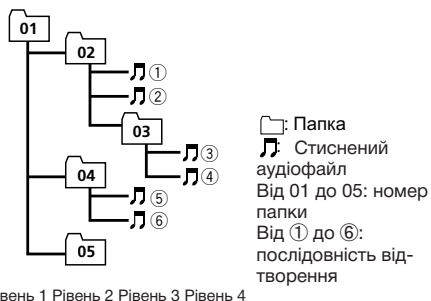 01
02
①
②
03
③
④
04
⑤
⑥
05
: Папка
: Стиснений
аудіофайл
Від 01 до 05: номер
папки
Від ① до ⑥:
послідовність від-
творення
вень 1 Рівень 2 Рівень 3 Рівень 4